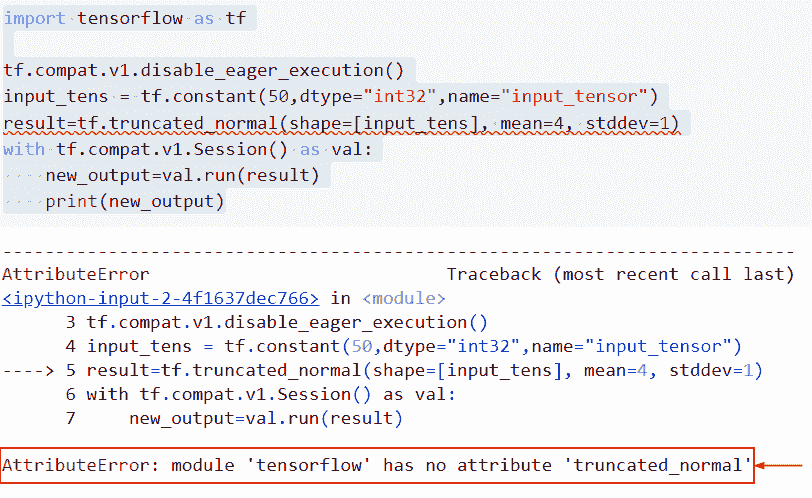 import tensorflow as tf
tf.compat.v1.disable_eager_execution()
input_tens = tf.constant(50,dtype="int32",name="input_tensor")
result=tf.truncated_normal(shape=[input_tens], mean=4, stddev=1)
with tf.compat.v1.Session() as val:
    new_output=val.run(result)
    print(new_output)
---------------------------------------------------------------------------
AttributeError                            Traceback (most recent call last)
<ipython-input-2-4f1637dec766> in <module>
      3 tf.compat.v1.disable_eager_execution()
      4 input_tens = tf.constant(50,dtype="int32",name="input_tensor")
----> 5 result=tf.truncated_normal(shape=[input_tens], mean=4, stddev=1)
      6 with tf.compat.v1.Session() as val:
      7     new_output=val.run(result)
AttributeError: module 'tensorflow' has no attribute 'truncated_normal'